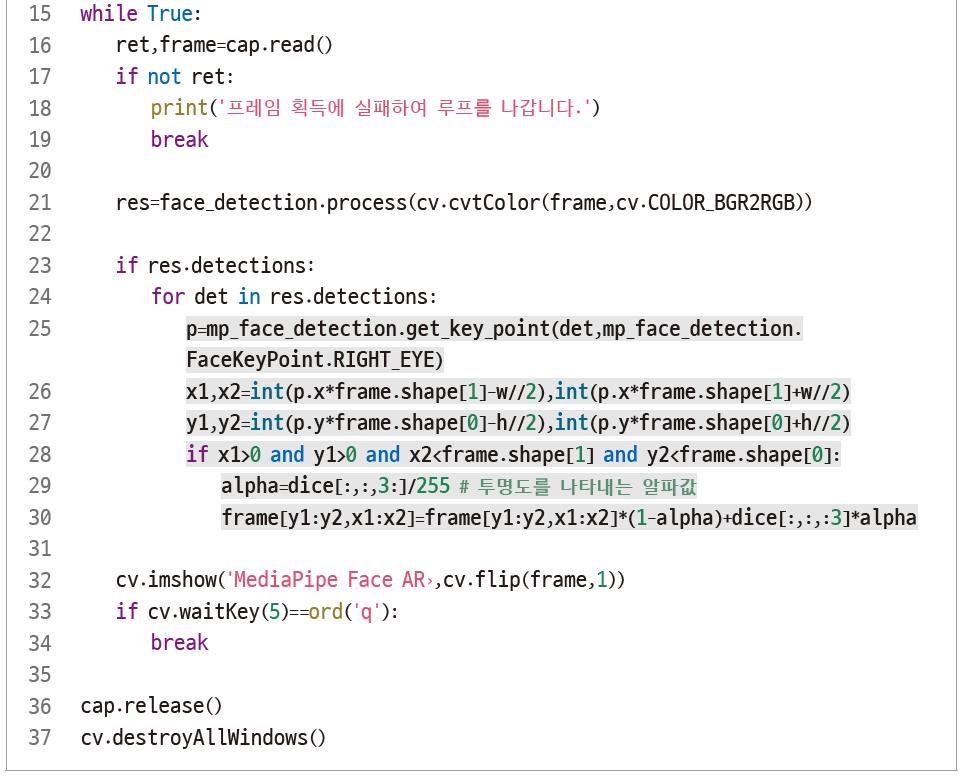 15 while True:
16     ret,frame=cap.read()
17     if not ret:
18         print('프레임 획득에 실패하여 루프를 나갑니다.')
19         break
20
21     res=face_detection.process(cv.cvtColor(frame,cv.COLOR_BGR2RGB))
22
23     if res.detections:
24         for det in res.detections:
25             p=mp_face_detection.get_key_point(det,mp_face_detection.
FaceKeyPoint.RIGHT_EYE)
26             x1,x2=int(p.x*frame.shape[1]-w//2),int(p.x*frame.shape[1]+w//2)
27             y1,y2=int(p.y*frame.shape[0]-h//2),int(p.y*frame.shape[0]+h//2)
28             if x1>0 and y1>0 and x2<frame.shape[1] and y2<frame.shape[0]:
29                 alpha=dice[:,:,3:]/255 # 투명도를 나타내는 알파값
30                 frame[y1:y2,x1:x2]=frame[y1:y2,x1:x2]*(1-alpha)+dice[:,:,:3]*alpha
31
32     cv.imshow('MediaPipe Face AR›,cv.flip(frame,1))
33     if cv.waitKey(5)==ord('q'):
34         break
35
36 cap.release()
37 cv.destroyAllWindows()